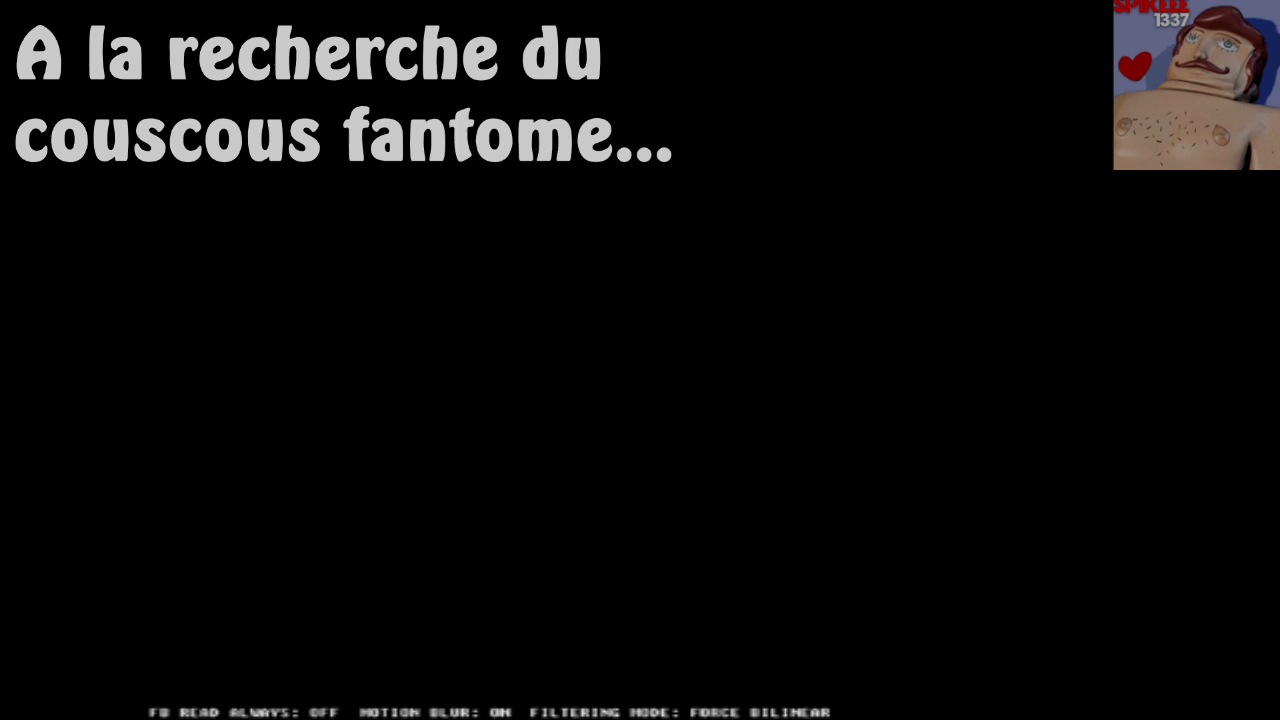 A la recherche du
couscous fantome...
SPIKEEE
1337
FB READ ALWAYS: OFF MOTION BLUR: ON FILTERING MODE: FORCE BILINEAR